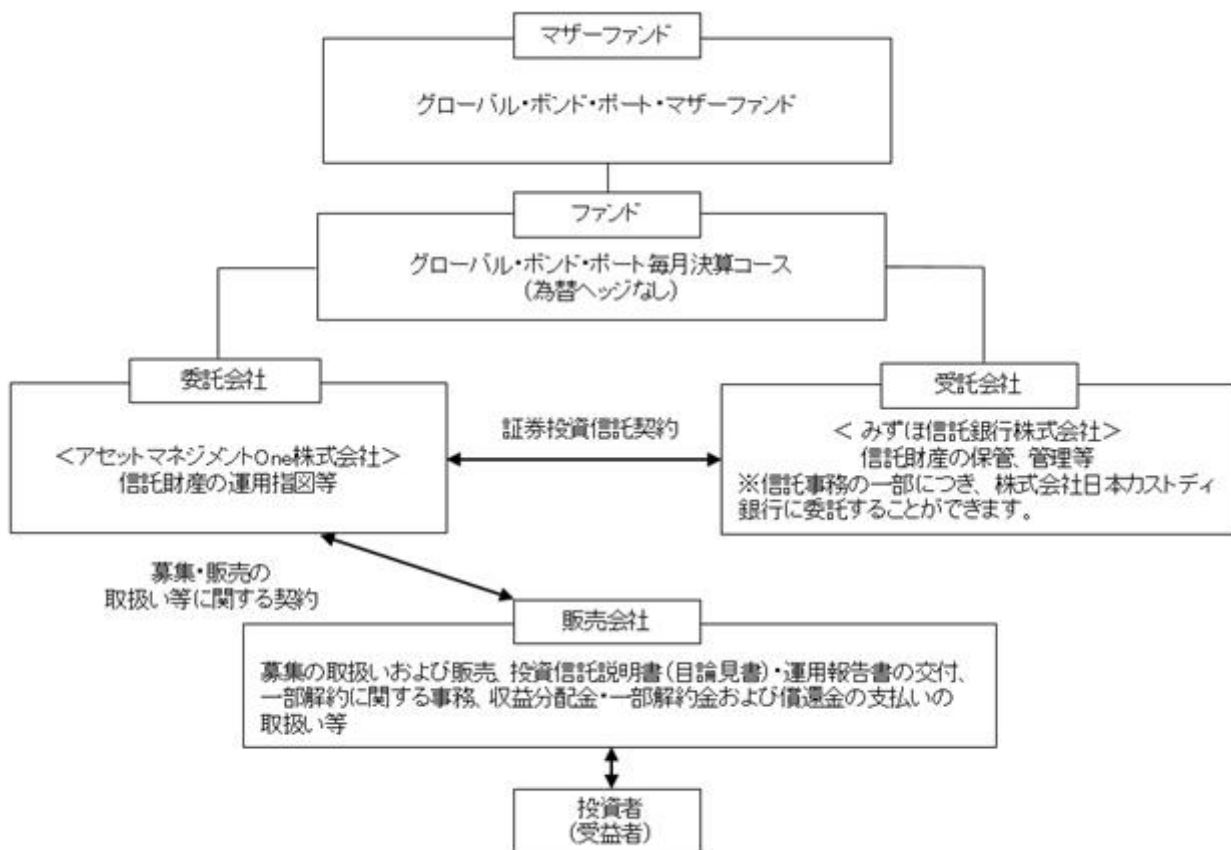 マザーファンド
グローバル・ボンド・ポート・マザーファンド
ファンド
グローバル・ボンド・ポート毎月決算コース
(為替ヘッジなし)
委託会社
<アセットマネジメントOne株式会社>
信託財産の運用指図等
証券投資信託契約
受託会社
< みずほ信託銀行株式会社>
信託財産の保管、管理等
※信託事務の一部につき、株式会社日本カストディ
銀行に委託することができます。
募集・販売の
取扱い等に関する契約
販売会社
募集の取扱いおよび販売、投資信託説明書(目論見書)・運用報告書の交付、
一部解約に関する事務、収益分配金・一部解約金および償還金の支払いの
取扱い等
投資者
(受益者)